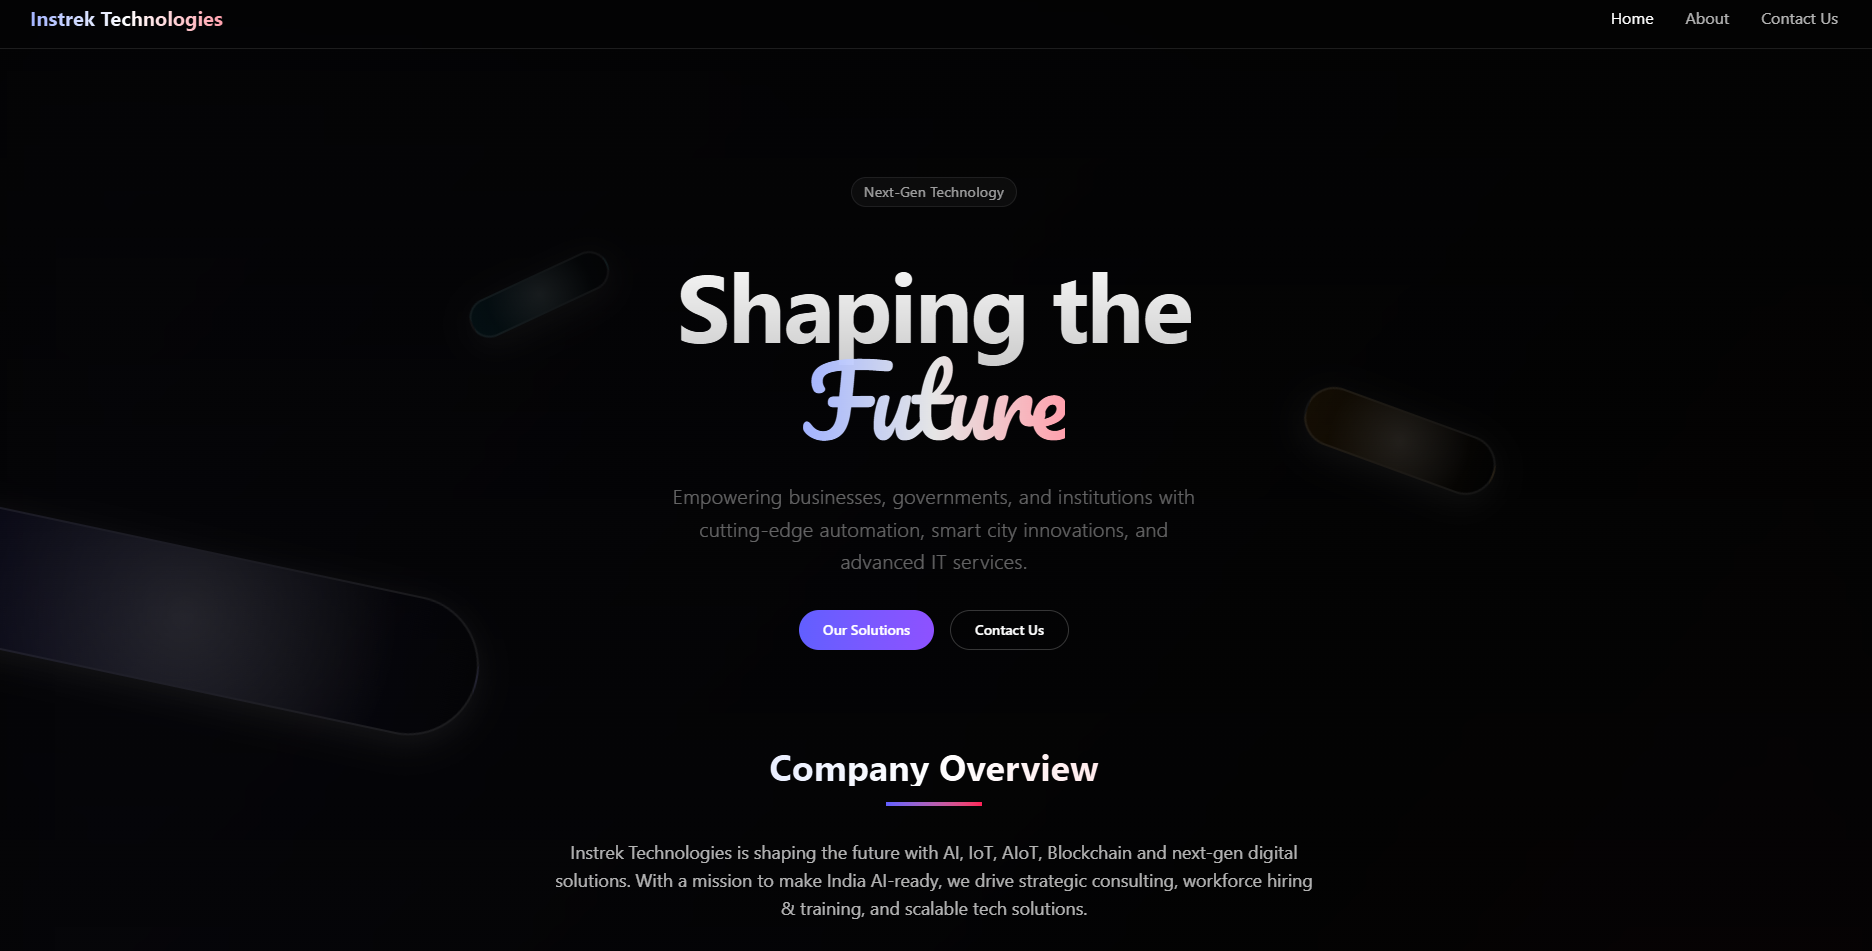 Instrek Technologies
Home About Contact Us
Next-Gen Technology
Shaping the
Future
Empowering businesses, governments, and institutions with
cutting-edge automation, smart city innovations, and
advanced IT services.
Our Solutions Contact Us
Company Overview
Instrek Technologies is shaping the future with AI, IoT, AIoT, Blockchain and next-gen digital
solutions. With a mission to make India AI-ready, we drive strategic consulting, workforce hiring
& training, and scalable tech solutions.